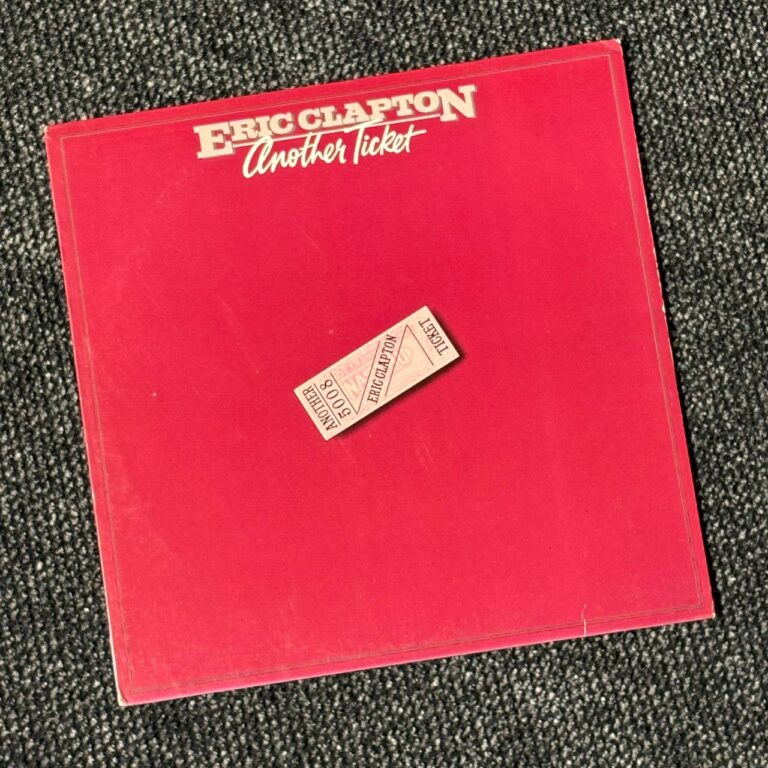 ERIC CLAPTON
Another Ticket
ANOTHER
5008
ERIC CLAPTON
TICKET